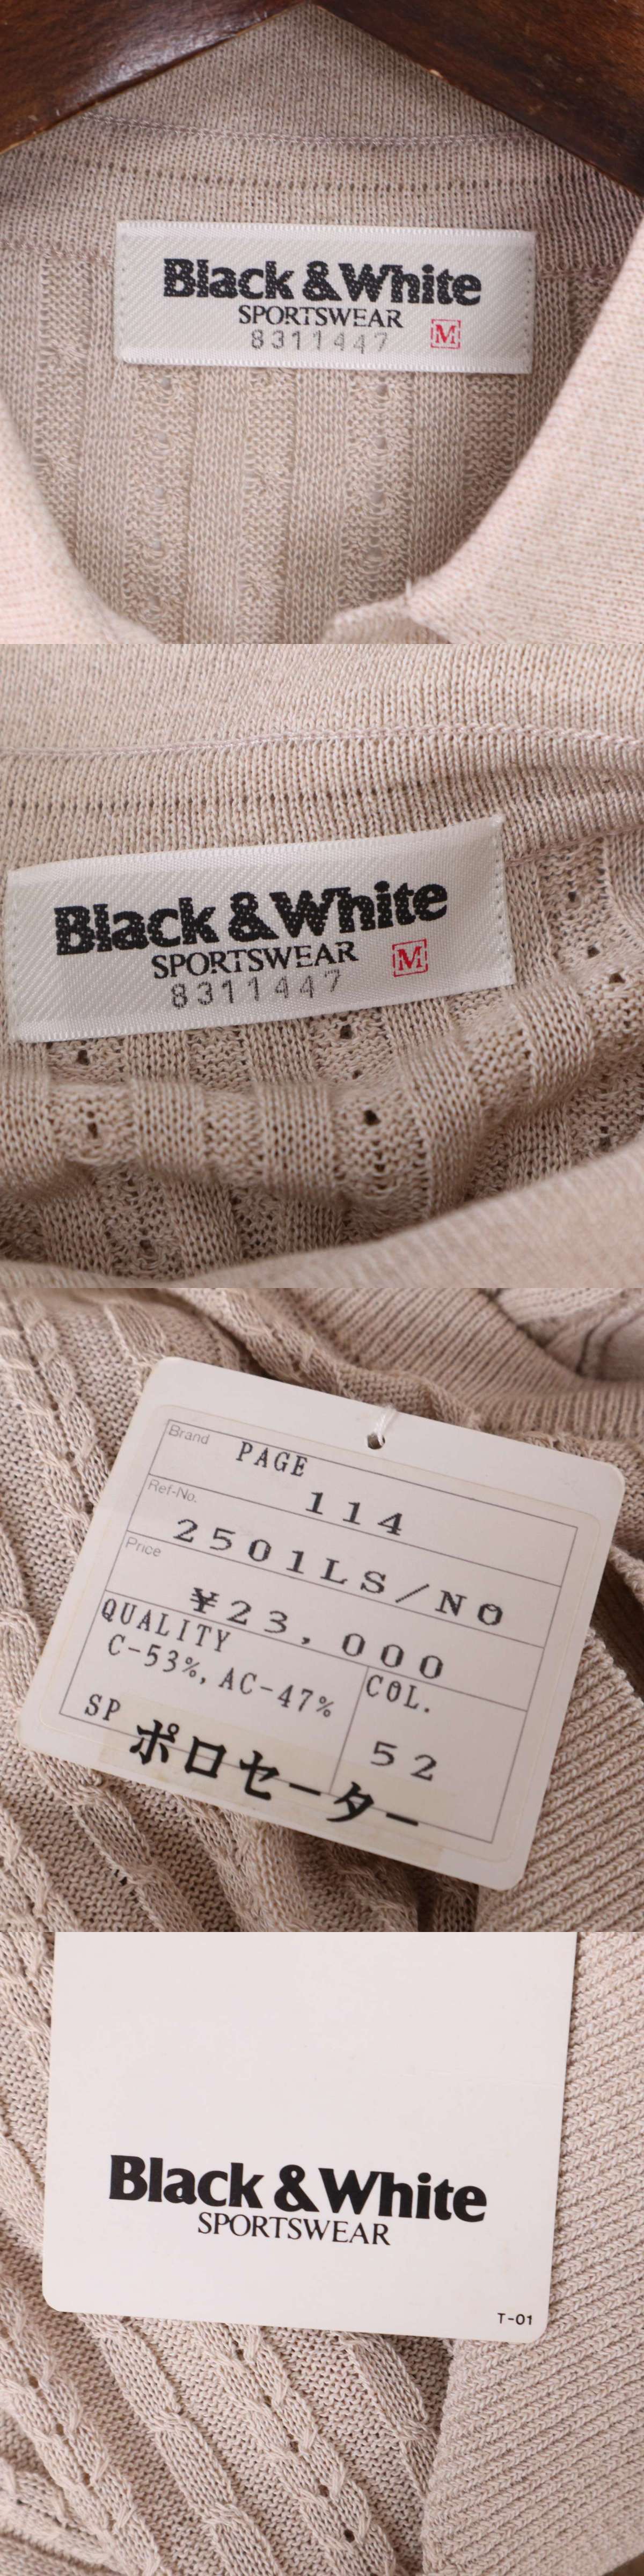 Black & White
SPORTSWEAR
8311447 M
Black & White
SPORTSWEAR
8311447 M
Brand PAGE
114
Ref-No.
2501LS/NO
Price
¥23,000
QUALITY
C-53%, AC-47%
COL.
52
SP ポロセーター
Black & White
SPORTSWEAR
T-01